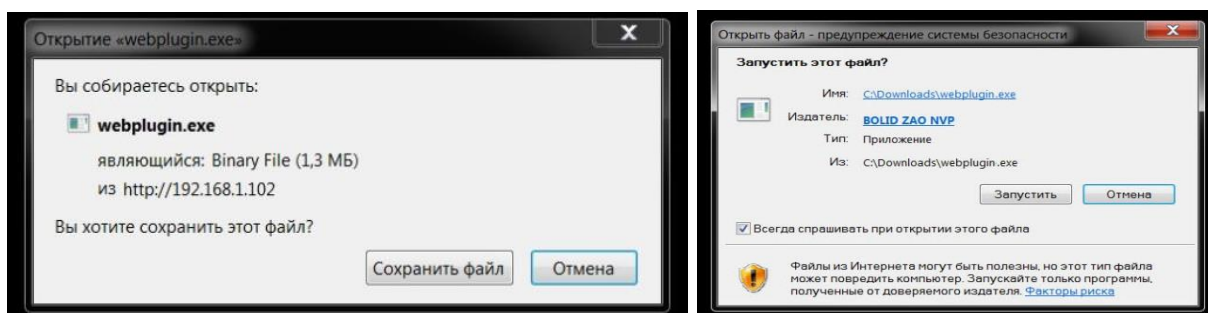 Открытие «webplugin.exe»
Вы собираетесь открыть:
webplugin.exe
являющийся: Binary File (1,3 МБ)
из http://192.168.1.102
Вы хотите сохранить этот файл?
Сохранить файл
Отмена
Открыть файл - предупреждение системы безопасности
Запустить этот файл?
Имя: C:\Downloads\webplugin.exe
Издатель: BOLID ZAO NVP
Тип: Приложение
Из: C:\Downloads\webplugin.exe
Запустить
Отмена
Всегда спрашивать при открытии этого файла
Файлы из Интернета могут быть полезны, но этот тип файла
может повредить компьютер. Запускайте только программы,
полученные от доверяемого издателя. Факторы риска